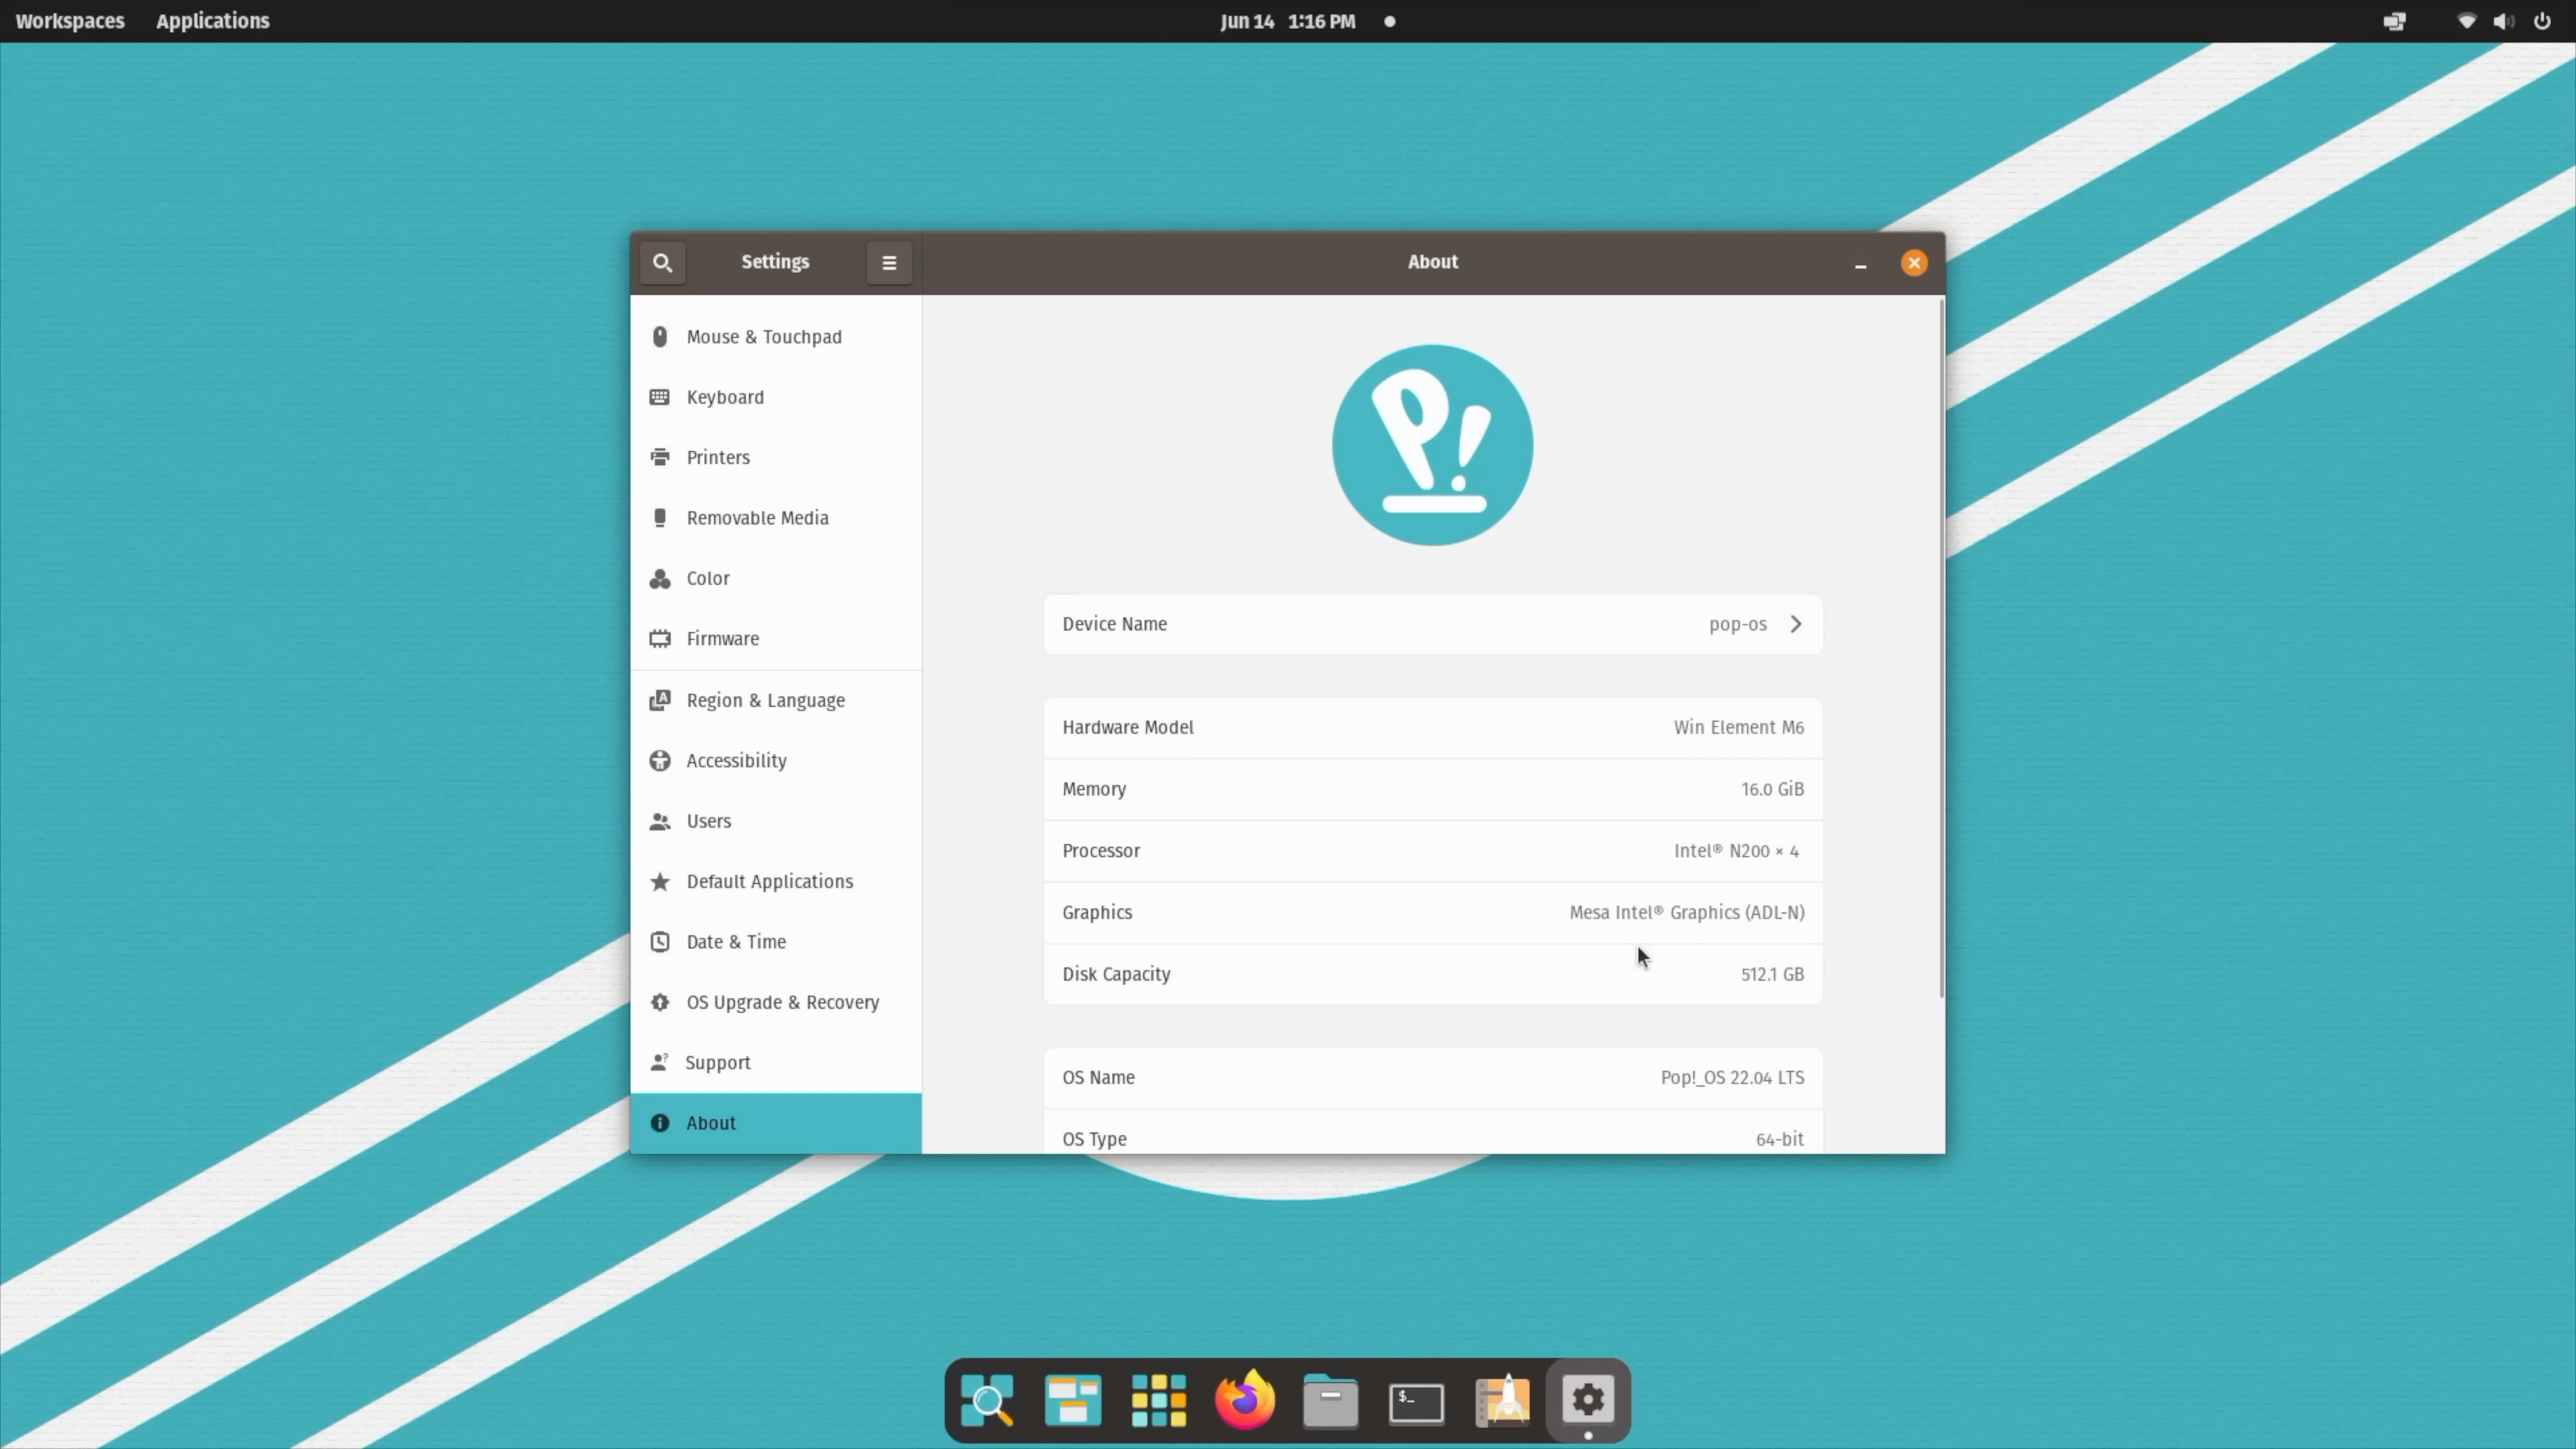 Workspaces Applications Jun 14 1:16 PM
Settings About
Mouse & Touchpad
Keyboard
Printers
Removable Media
Color
Firmware
Region & Language
Accessibility
Users
Default Applications
Date & Time
OS Upgrade & Recovery
Support
About
P!
Device Name pop-os
Hardware Model Win Element M6
Memory 16.0 GiB
Processor Intel® N200 × 4
Graphics Mesa Intel® Graphics (ADL-N)
Disk Capacity 512.1 GB
OS Name Pop!_OS 22.04 LTS
OS Type 64-bit
$_